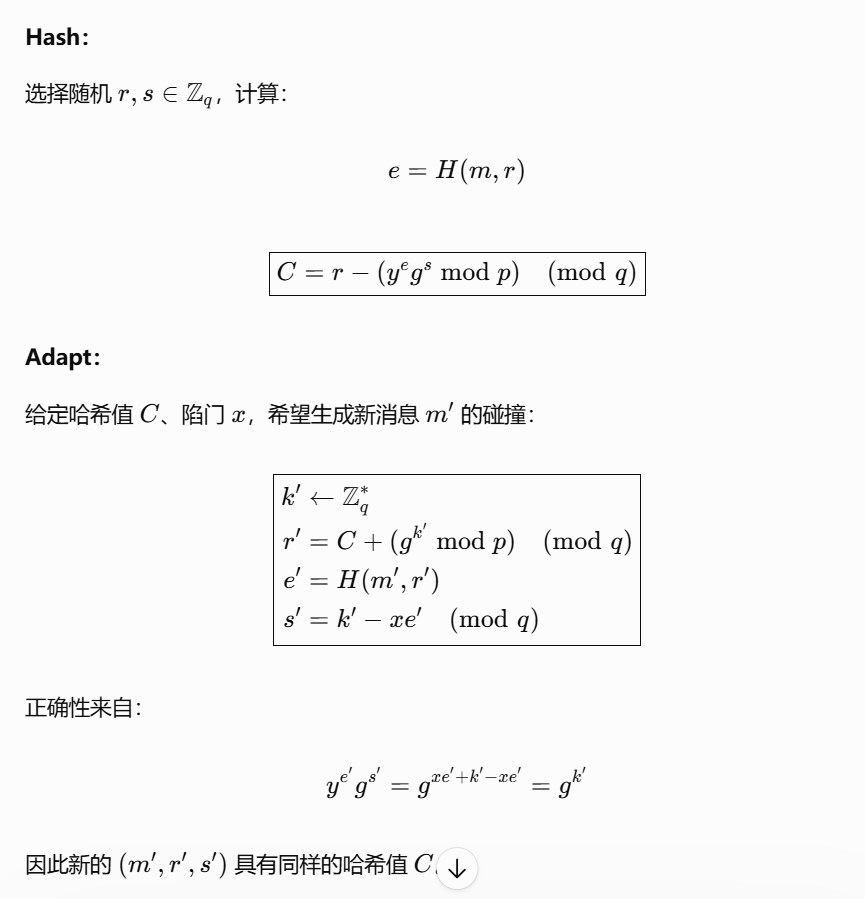 Hash：
选择随机 r, s ∈ ℤ_q，计算：
e = H(m, r)
C = r − (y^e g^s mod p) (mod q)
Adapt：
给定哈希值 C、陷门 x，希望生成新消息 m′ 的碰撞：
k′ ← ℤ_q^*
r′ = C + (g^{k′} mod p) (mod q)
e′ = H(m′, r′)
s′ = k′ − xe′ (mod q)
正确性来自：
y^{e′} g^{s′} = g^{xe′+k′−xe′} = g^{k′}
因此新的 (m′, r′, s′) 具有同样的哈希值 C